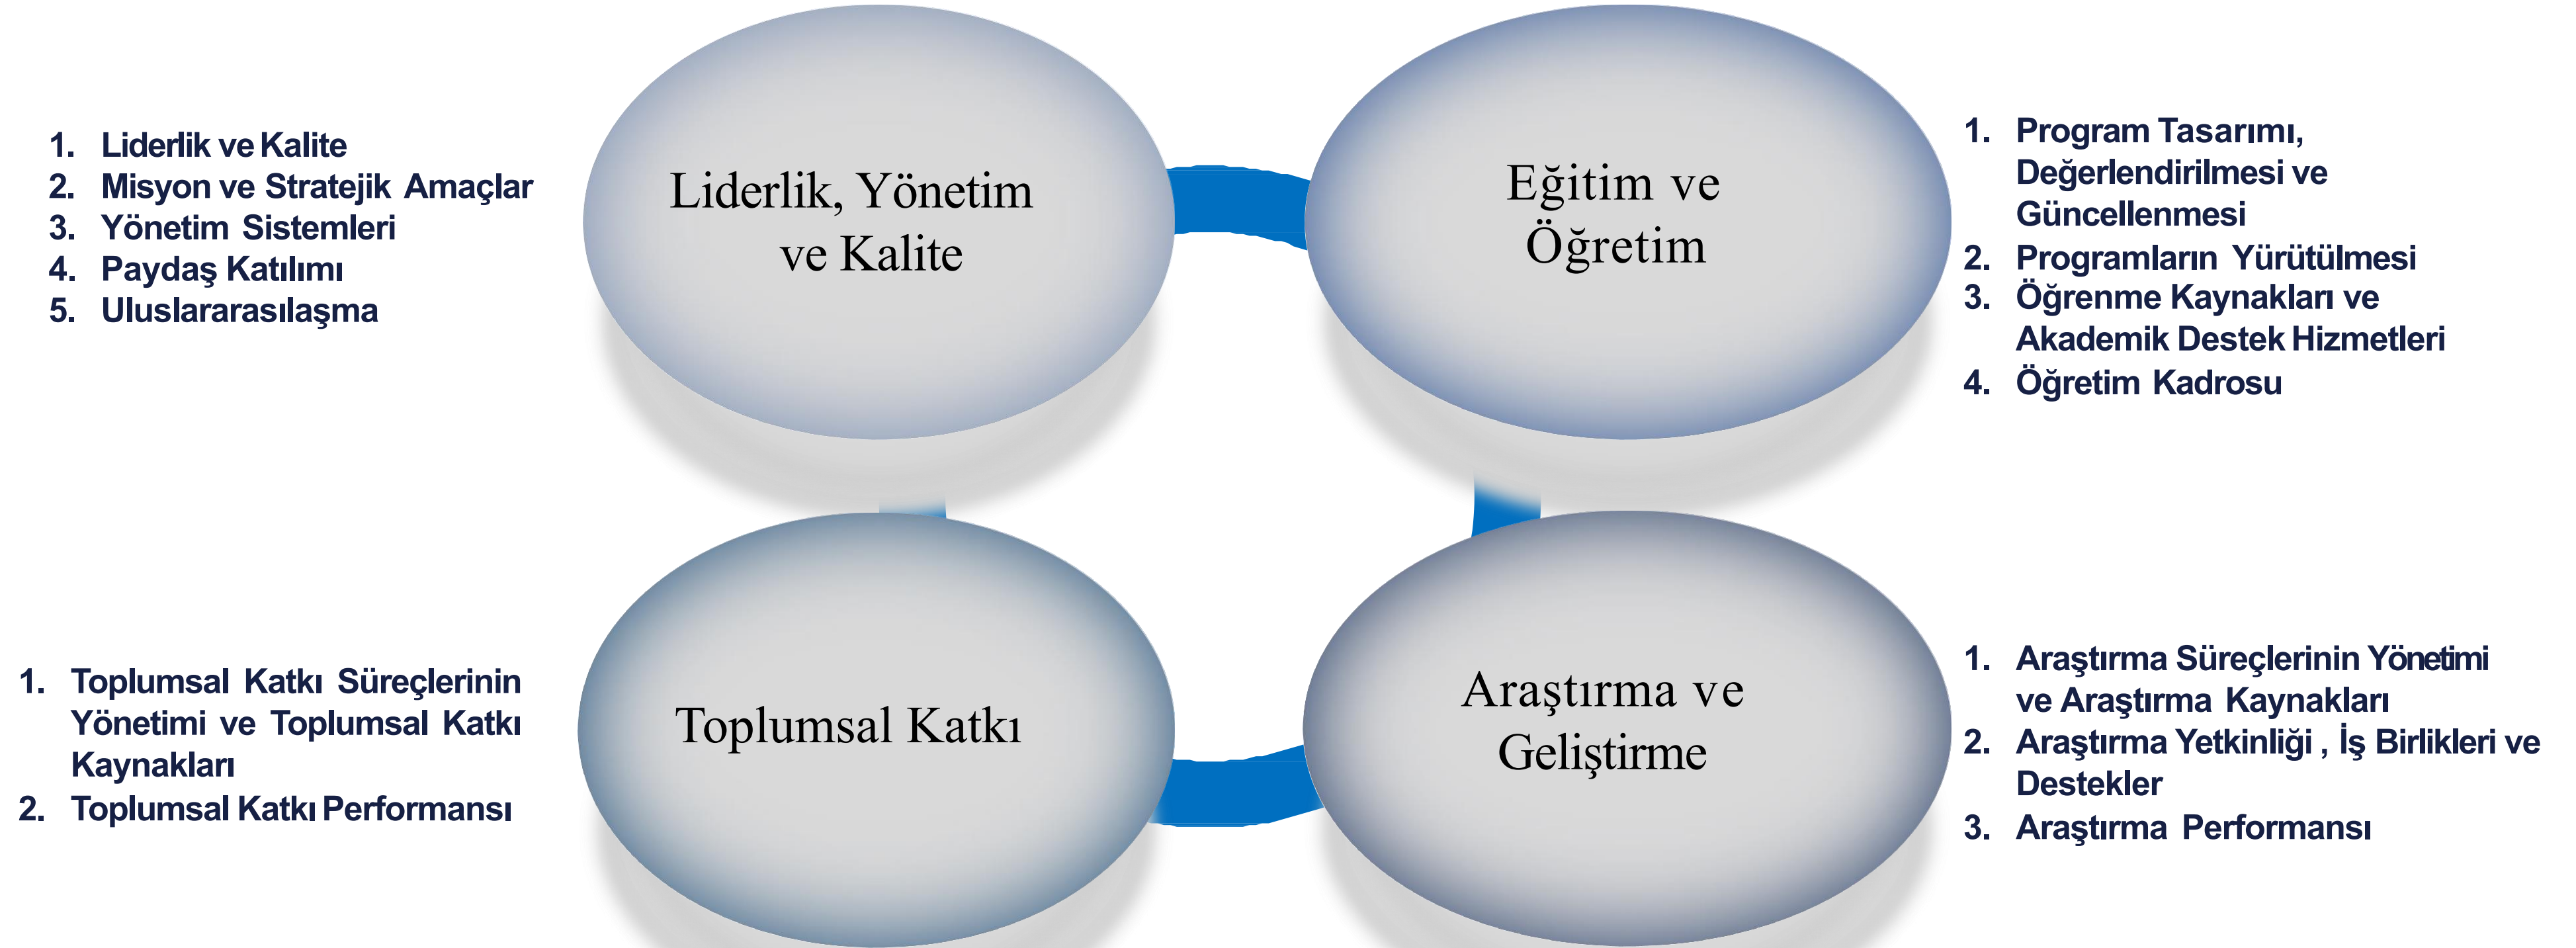 1. Liderlik ve Kalite
2. Misyon ve Stratejik Amaçlar
3. Yönetim Sistemleri
4. Paydaş Katılımı
5. Uluslararasılaşma
Liderlik, Yönetim
ve Kalite
Eğitim ve
Öğretim
1. Program Tasarımı,
Değerlendirilmesi ve
Güncellenmesi
2. Programların Yürütülmesi
3. Öğrenme Kaynakları ve
Akademik Destek Hizmetleri
4. Öğretim Kadrosu
1. Toplumsal Katkı Süreçlerinin
Yönetimi ve Toplumsal Katkı
Kaynakları
2. Toplumsal Katkı Performansı
Toplumsal Katkı
Araştırma ve
Geliştirme
1. Araştırma Süreçlerinin Yönetimi
ve Araştırma Kaynakları
2. Araştırma Yetkinliği , İş Birlikleri ve
Destekler
3. Araştırma Performansı